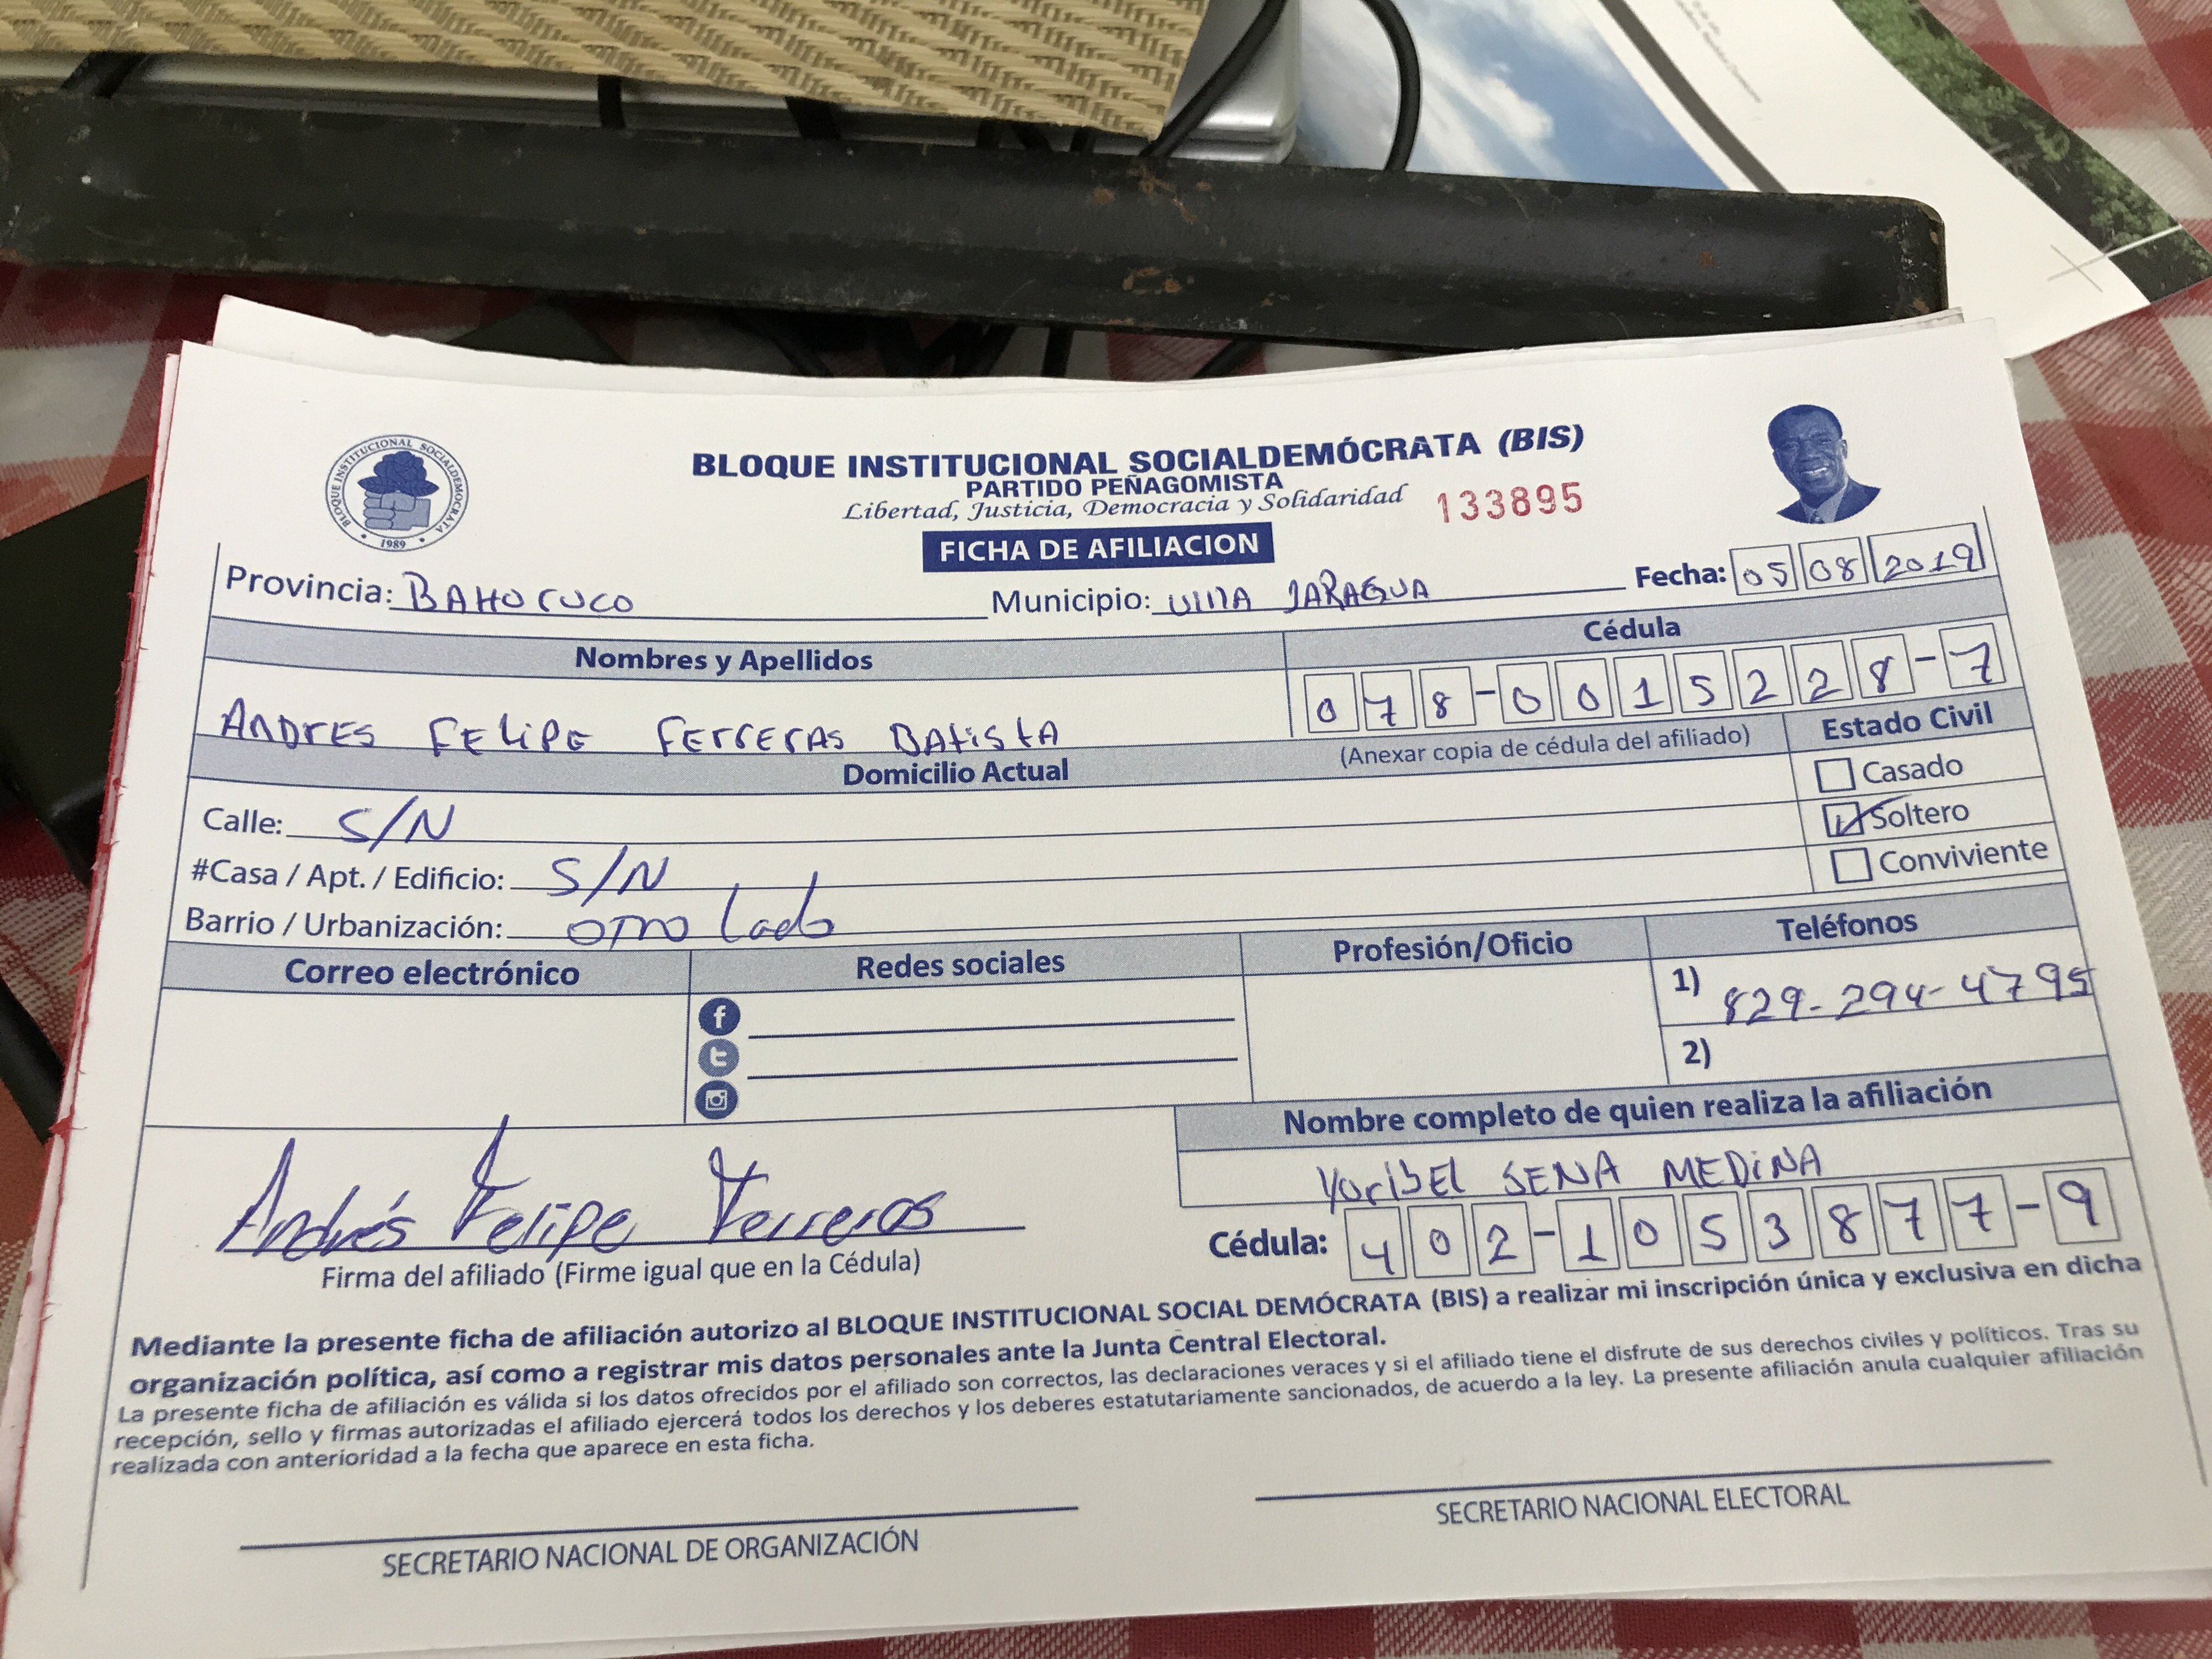 BLOQUE INSTITUCIONAL SOCIALDEMOCRATA
1989
BLOQUE INSTITUCIONAL SOCIALDEMÓCRATA (BIS)
PARTIDO PEÑAGOMISTA
Libertad, Justicia, Democracia y Solidaridad 133895
FICHA DE AFILIACION
Provincia: BAHORUCO Municipio: VIllA JARAGUA Fecha: 05 08 2019
Nombres y Apellidos Cédula
ANDRES FELIPE FERRERAS BAtistA 078-0015228-7
(Anexar copia de cédula del afiliado) Estado Civil
Domicilio Actual
Casado
Calle: S/N
Soltero
#Casa / Apt. / Edificio: S/N
Conviviente
Barrio / Urbanización: otro lado
Correo electrónico Redes sociales Profesión/Oficio Teléfonos
1) 829-294-4795
2)
Nombre completo de quien realiza la afiliación
YoribEl SENA MEDiNA
Andrés Felipe Ferreras
Cédula: 402-1053877-9
Firma del afiliado (Firme igual que en la Cédula)
Mediante la presente ficha de afiliación autorizo al BLOQUE INSTITUCIONAL SOCIAL DEMÓCRATA (BIS) a realizar mi inscripción única y exclusiva en dicha
organización política, así como a registrar mis datos personales ante la Junta Central Electoral.
La presente ficha de afiliación es válida si los datos ofrecidos por el afiliado son correctos, las declaraciones veraces y si el afiliado tiene el disfrute de sus derechos civiles y políticos. Tras su
recepción, sello y firmas autorizadas el afiliado ejercerá todos los derechos y los deberes estatutariamente sancionados, de acuerdo a la ley. La presente afiliación anula cualquier afiliación
realizada con anterioridad a la fecha que aparece en esta ficha.
SECRETARIO NACIONAL DE ORGANIZACIÓN SECRETARIO NACIONAL ELECTORAL